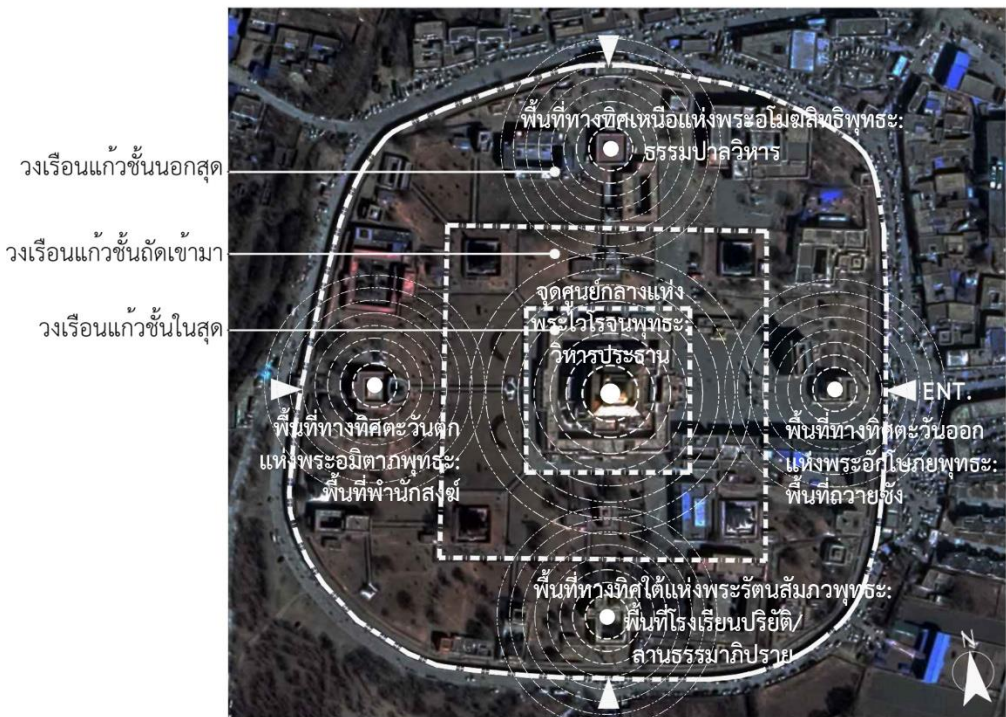 พื้นที่ทางทิศเหนือแห่งพระอโมฆสิทธิพุทธะ:
ธรรมปาลวิหาร
วงเรือนแก้วชั้นนอกสุด
วงเรือนแก้วชั้นถัดเข้ามา
วงเรือนแก้วชั้นในสุด
จุดศูนย์กลางแห่ง
พระไวโรจนพุทธะ:
วิหารประธาน
ENT.
พื้นที่ทางทิศตะวันตก
แห่งพระอมิตาภพุทธะ:
พื้นที่พำนักสงฆ์
พื้นที่ทางทิศตะวันออก
แห่งพระอักโษภยพุทธะ:
พื้นที่ถวายชัง
พื้นที่ทางทิศใต้แห่งพระรัตนสัมภวพุทธะ:
พื้นที่โรงเรียนปริยัติ/
ลานธรรมาภิปราย
N